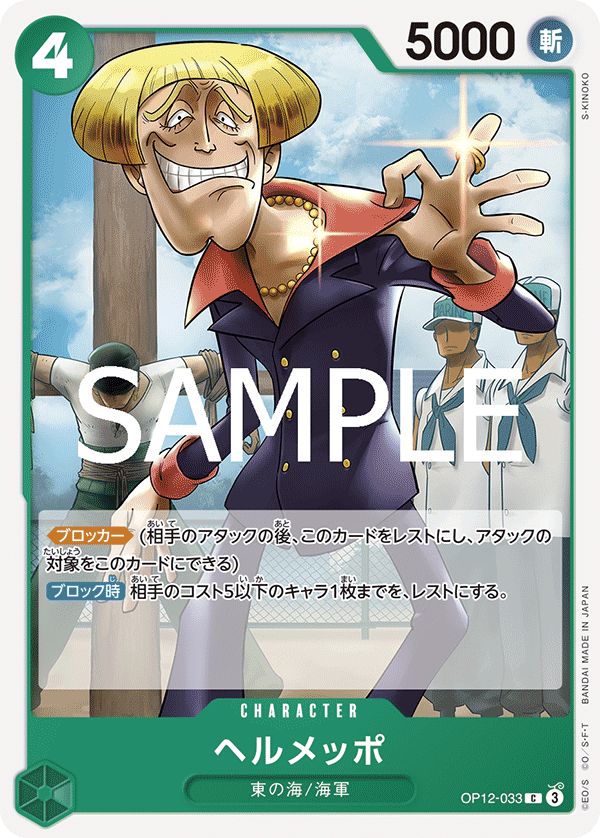 4
5000
斬
S-KINOKO
MARINE
SAMPLE
ブロッカー (相手のアタックの後、このカードをレストにし、アタックの
対象をこのカードにできる)
ブロック時 相手のコスト5以下のキャラ1枚までを、レストにする。
CHARACTER
ヘルメッポ
東の海/海軍
OP12-033 C 3
©E.O/S ©O/S・F・T BANDAI MADE IN JAPAN